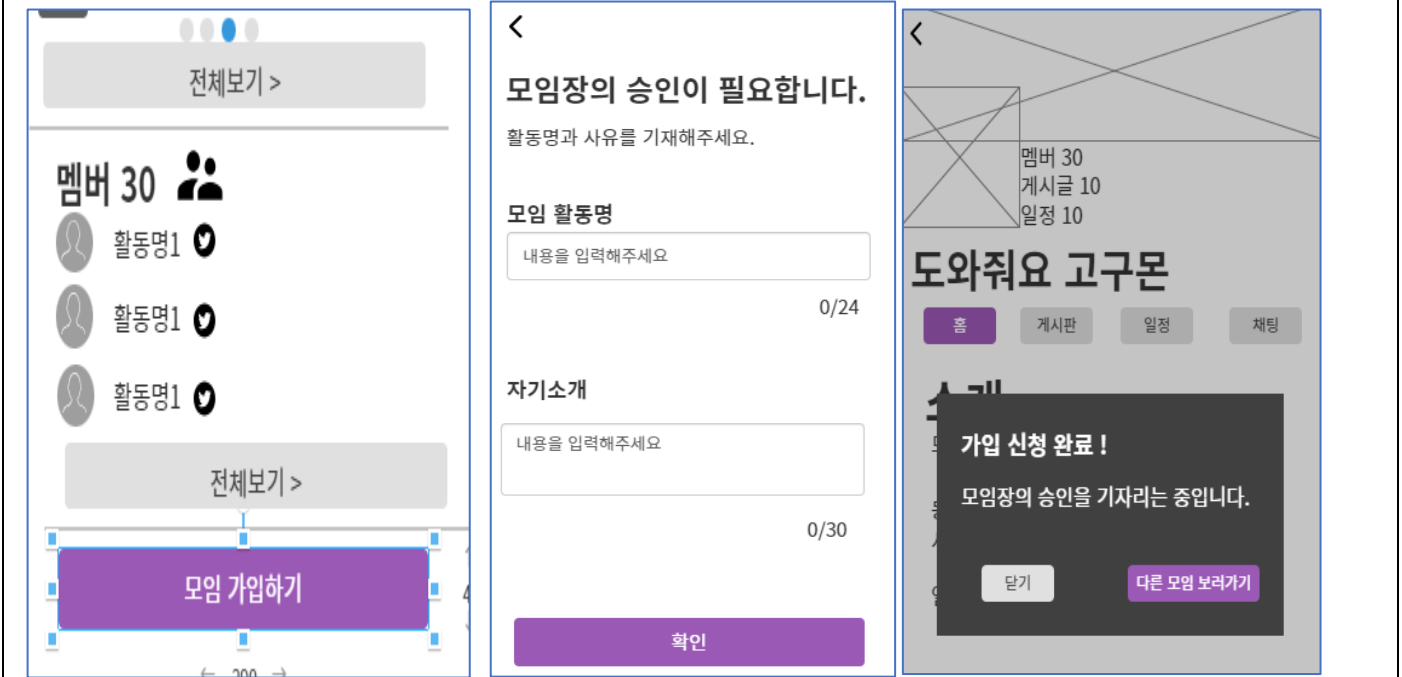 전체보기 >
멤버 30
활동명1
활동명1
활동명1
전체보기 >
모임 가입하기
모임장의 승인이 필요합니다.
활동명과 사유를 기재해주세요.
모임 활동명
내용을 입력해주세요
0/24
자기소개
내용을 입력해주세요
0/30
확인
멤버 30
게시글 10
일정 10
도와줘요 고구몬
홈
게시판
일정
채팅
가입 신청 완료 !
모임장의 승인을 기자리는 중입니다.
닫기
다른 모임 보러가기